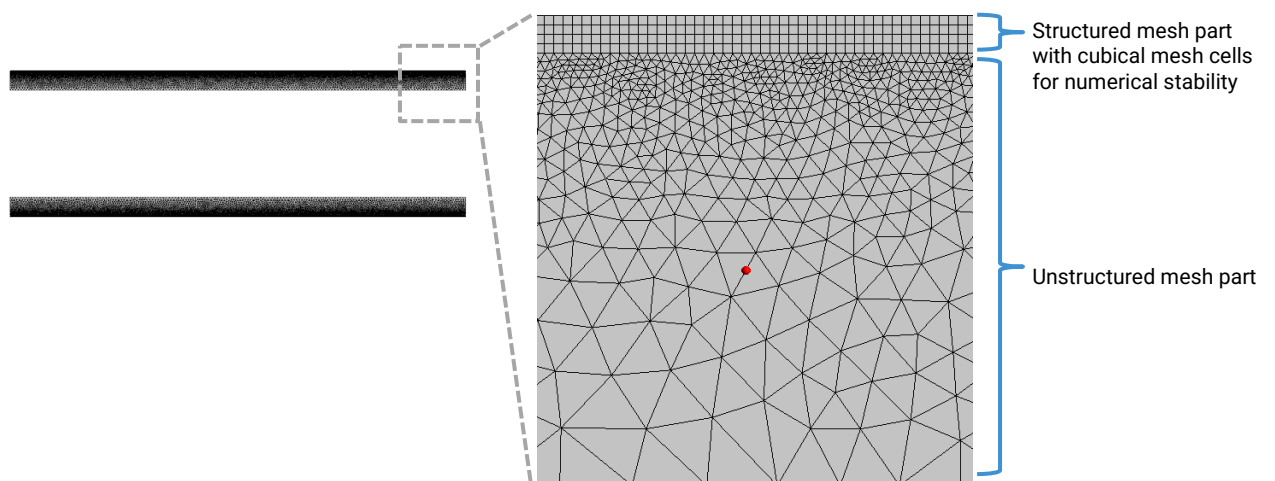 Structured mesh part
with cubical mesh cells
for numerical stability
Unstructured mesh part